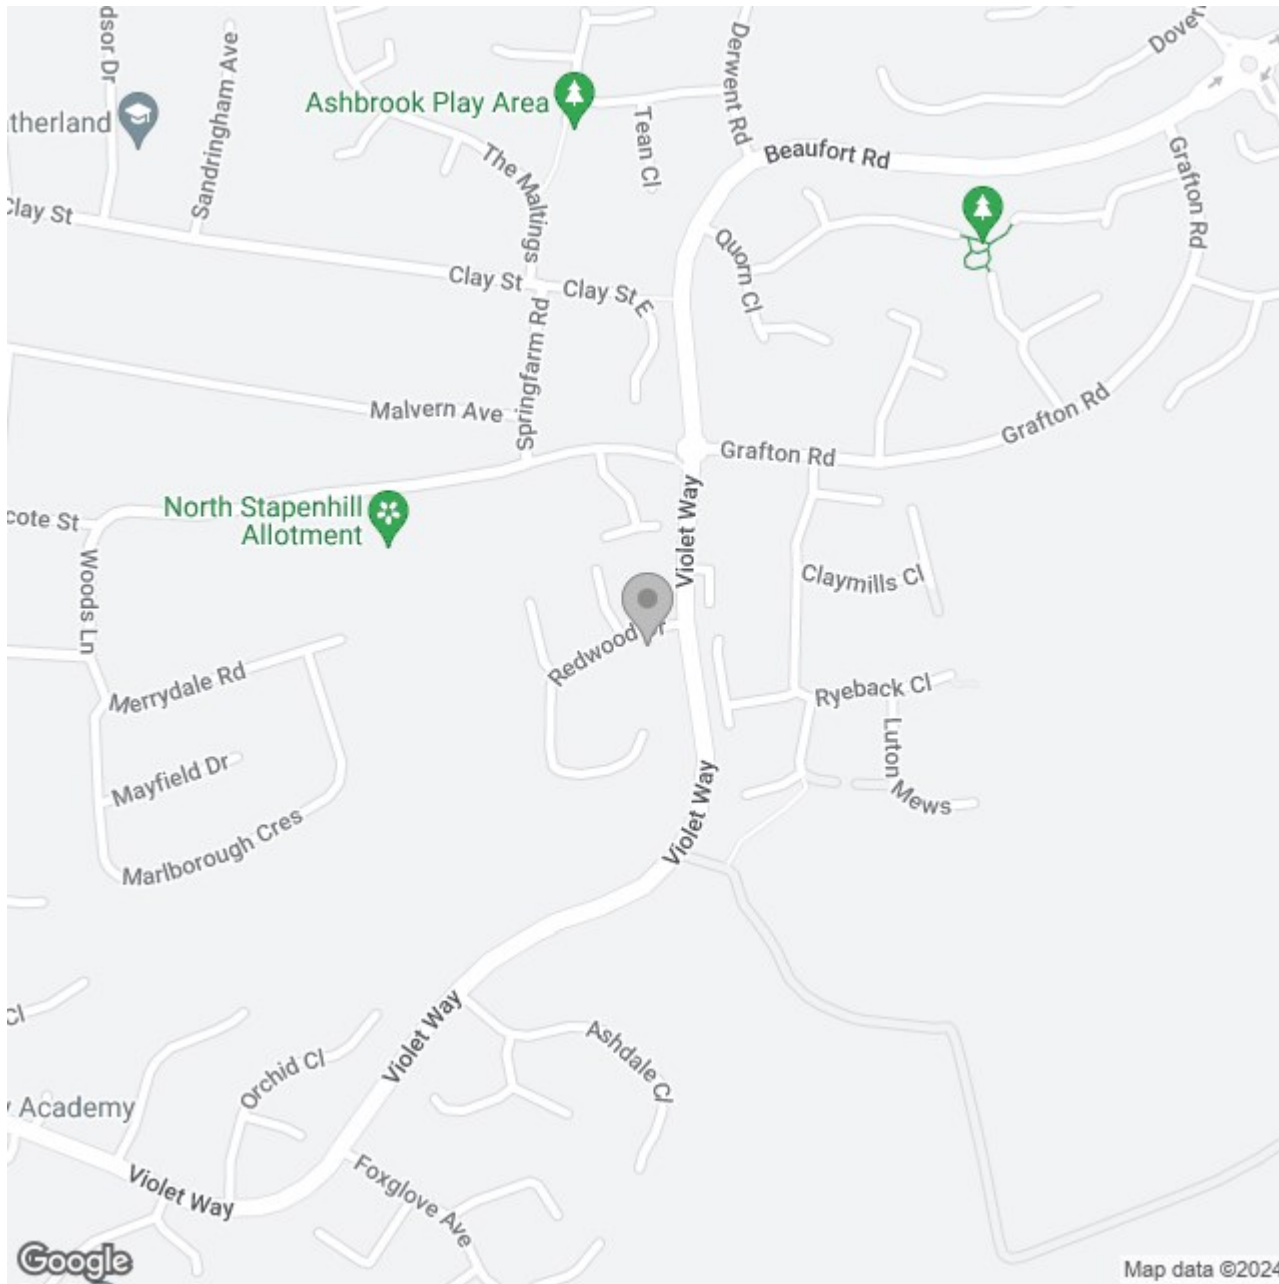 dsor Dr
Sandringham Ave
therland
Ashbrook Play Area
Derwent Rd
Tean Cl
Dover
Beaufort Rd
The Maltings
Clay St
Grafton Rd
Quorn Cl
Clay St
Clay St E
Springfarm Rd
Malvern Ave
Grafton Rd
Grafton Rd
North Stapenhill
Allotment
cote St
Woods Ln
Violet Way
Claymills Cl
Redwood Dr
Merrydale Rd
Ryeback Cl
Luton Mews
Mayfield Dr
Marlborough Cres
Violet Way
Violet Way
Cl
Orchid Cl
Ashdale Cl
y Academy
Violet Way
Foxglove Ave
Google
Map data ©2024